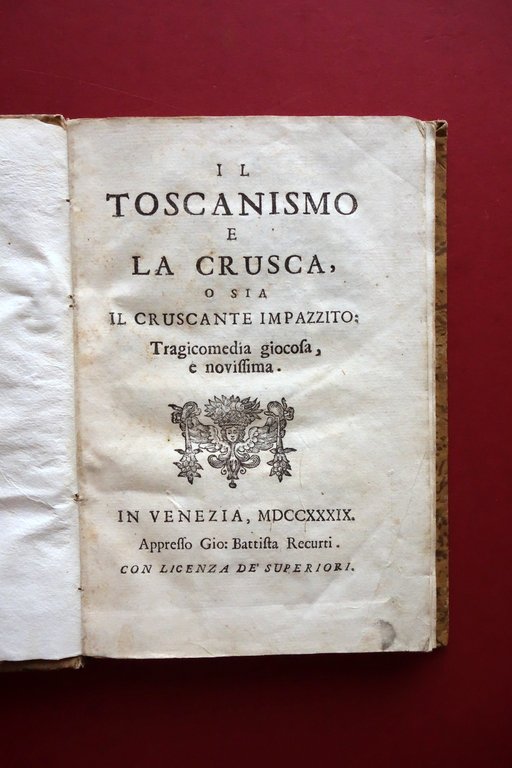 IL
TOSCANISMO
E
LA CRUSCA,
O SIA
IL CRUSCANTE IMPAZZITO:
Tragicomedia giocoſa,
e noviſſima.
IN VENEZIA, MDCCXXXIX.
Appreſſo Gio: Battiſta Recurti.
CON LICENZA DE' SUPERIORI.